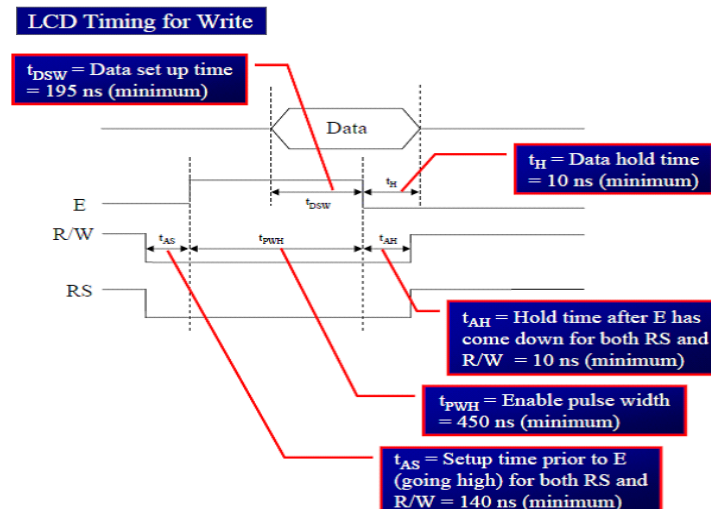 LCD Timing for Write
tDSW = Data set up time
= 195 ns (minimum)
Data
tH = Data hold time
= 10 ns (minimum)
E
tDSW
tH
R/W
tAS
tPWH
tAH
RS
tAH = Hold time after E has
come down for both RS and
R/W = 10 ns (minimum)
tPWH = Enable pulse width
= 450 ns (minimum)
tAS = Setup time prior to E
(going high) for both RS and
R/W = 140 ns (minimum)